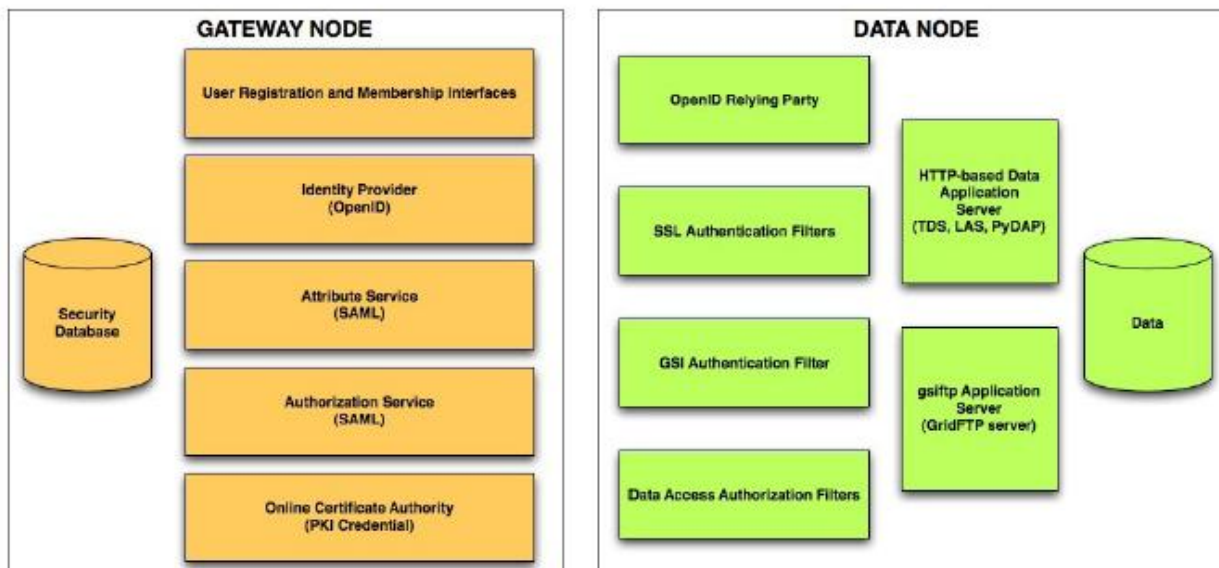 GATEWAY NODE
User Registration and Membership Interfaces
Identity Provider
(OpenID)
Attribute Service
(SAML)
Authorization Service
(SAML)
Online Certificate Authority
(PKI Credential)
Security
Database
DATA NODE
OpenID Relying Party
SSL Authentication Filters
GSI Authentication Filter
Data Access Authorization Filters
HTTP-based Data
Application
Server
(TDS, LAS, PyDAP)
gsiftp Application
Server
(GridFTP server)
Data